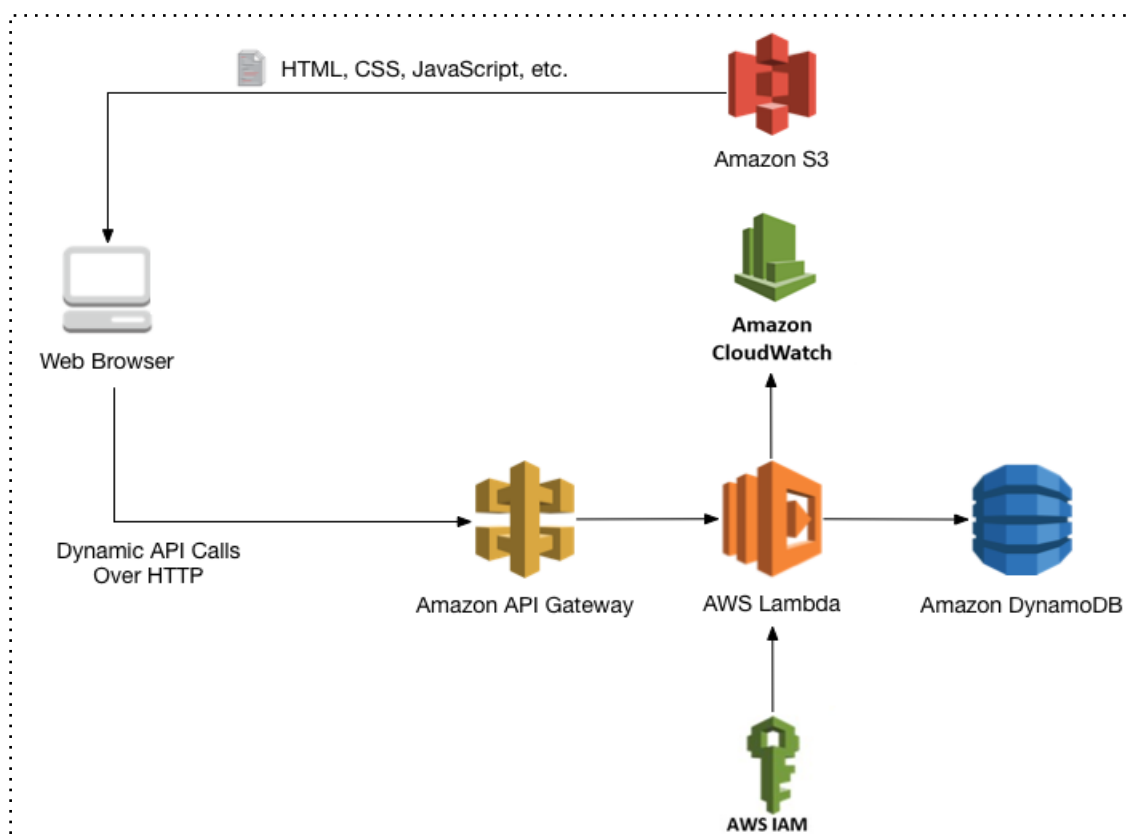 HTML, CSS, JavaScript, etc.
Amazon S3
Amazon
CloudWatch
Web Browser
Dynamic API Calls
Over HTTP
Amazon API Gateway
AWS Lambda
Amazon DynamoDB
AWS IAM